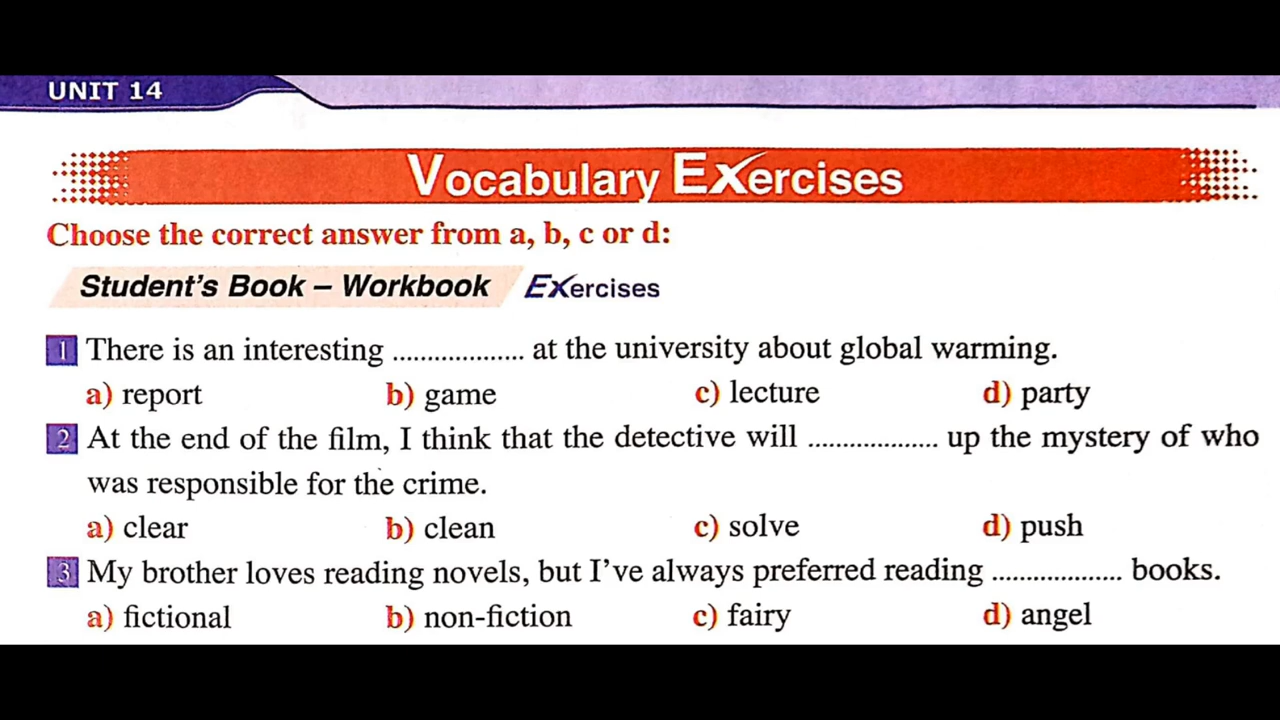 UNIT 14
Vocabulary Exercises
Choose the correct answer from a, b, c or d:
Student's Book – Workbook Exercises
1 There is an interesting ................... at the university about global warming.
a) report b) game c) lecture d) party
2 At the end of the film, I think that the detective will ................... up the mystery of who
was responsible for the crime.
a) clear b) clean c) solve d) push
3 My brother loves reading novels, but I've always preferred reading ................... books.
a) fictional b) non-fiction c) fairy d) angel